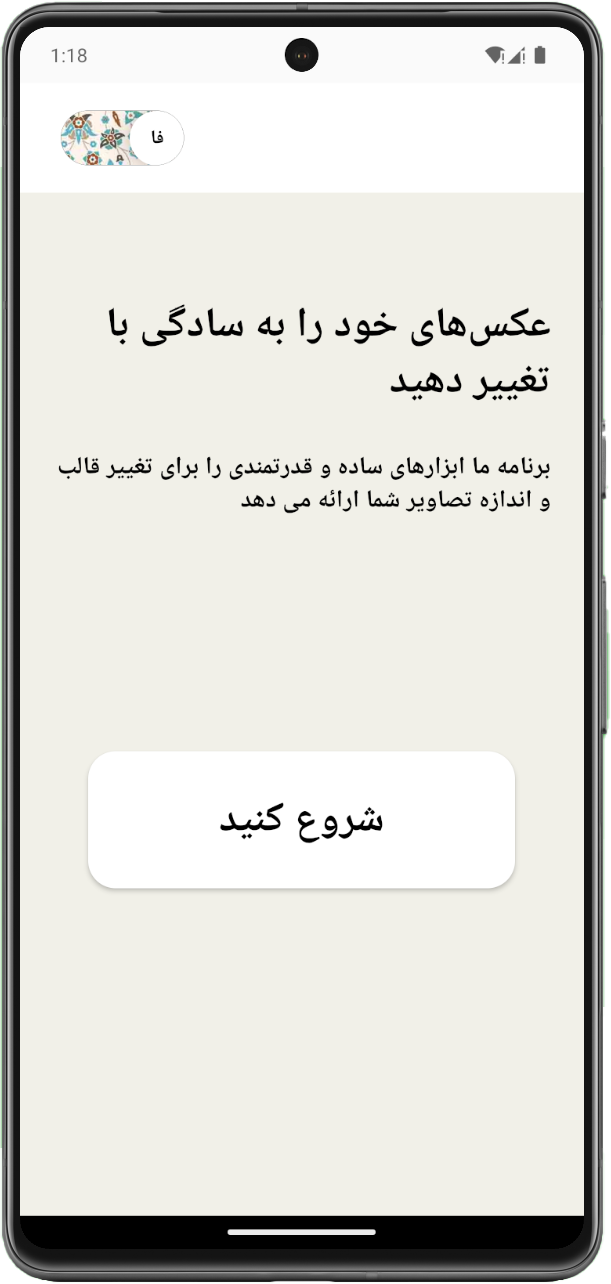 1:18
فا
عکس‌های خود را به سادگی با
تغییر دهید
برنامه ما ابزارهای ساده و قدرتمندی را برای تغییر قالب
و اندازه تصاویر شما ارائه می دهد
شروع کنید